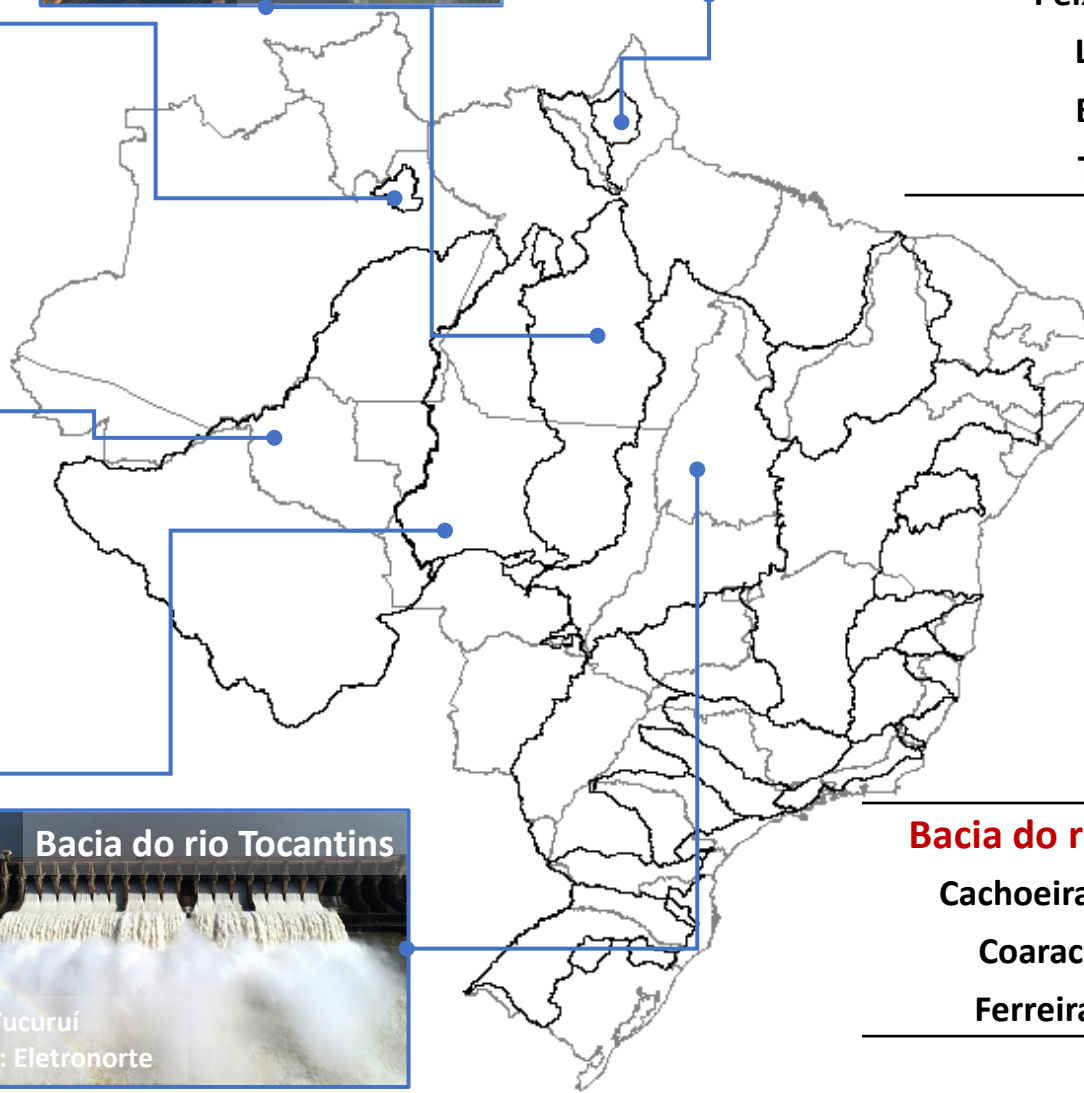 Bacia do rio Tocantins
Tucuruí
: Eletronorte
Bacia do r
Cachoeira
Coarac
Ferreira